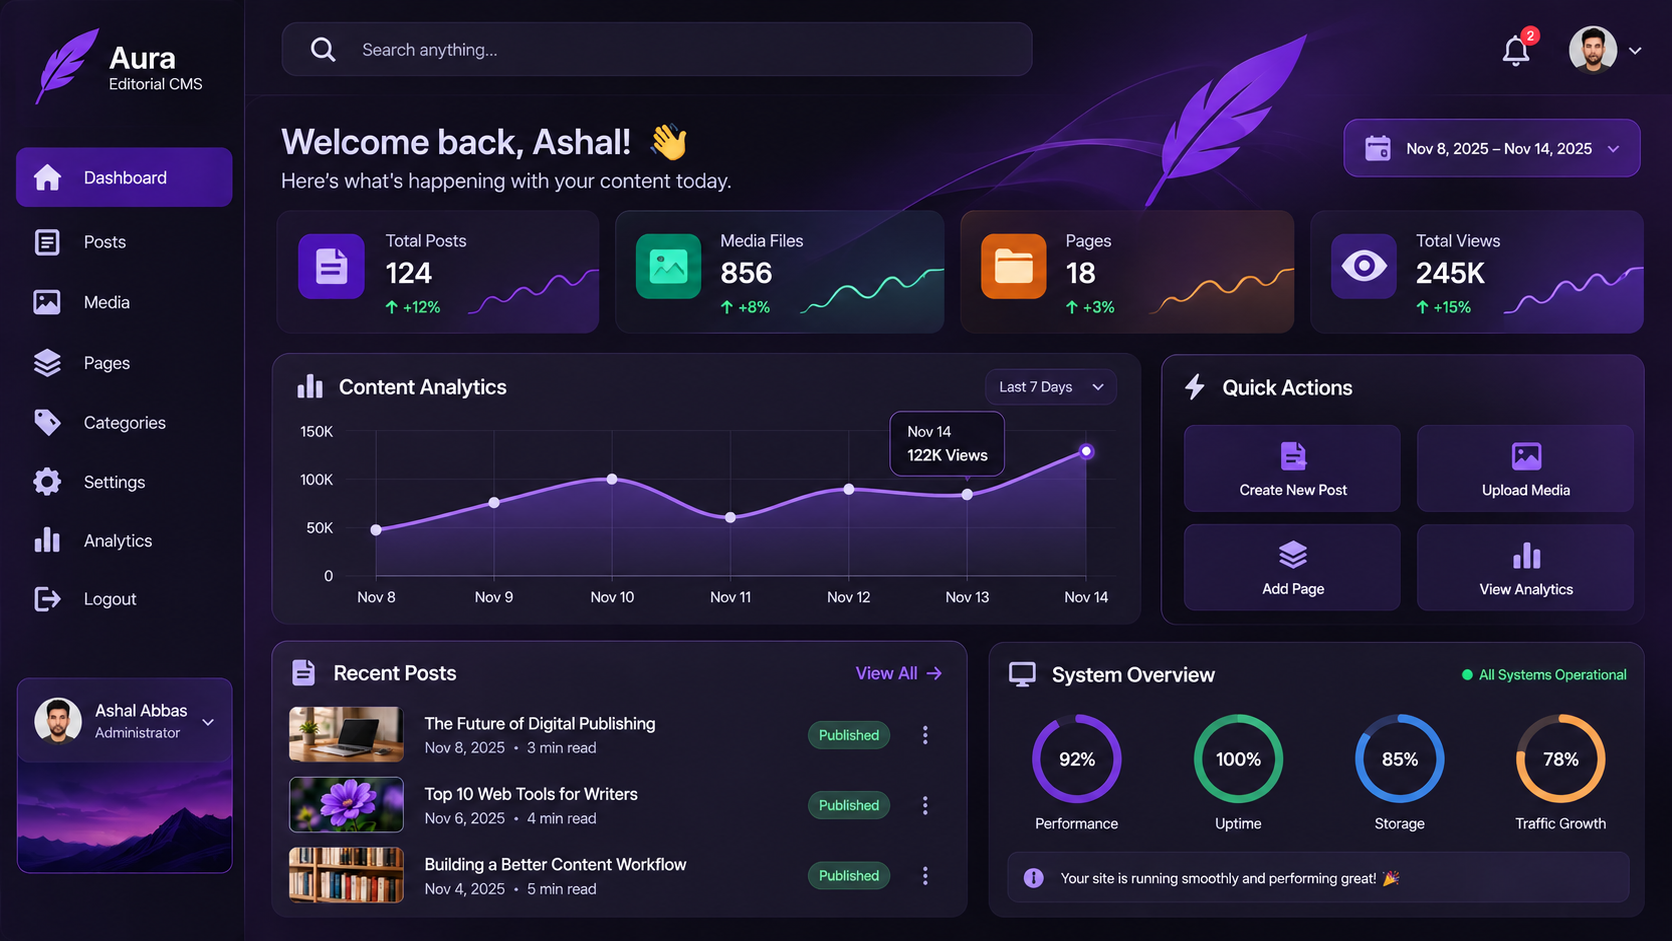 Aura
Editorial CMS
Search anything...
2
Dashboard
Posts
Media
Pages
Categories
Settings
Analytics
Logout
Ashal Abbas
Administrator
Welcome back, Ashal! 👋
Here's what's happening with your content today.
Nov 8, 2025 – Nov 14, 2025
Total Posts
124
↑ +12%
Media Files
856
↑ +8%
Pages
18
↑ +3%
Total Views
245K
↑ +15%
Content Analytics
Last 7 Days
150K
100K
50K
0
Nov 14
122K Views
Nov 8
Nov 9
Nov 10
Nov 11
Nov 12
Nov 13
Nov 14
Quick Actions
Create New Post
Upload Media
Add Page
View Analytics
Recent Posts
View All →
The Future of Digital Publishing
Nov 8, 2025 • 3 min read
Published
Top 10 Web Tools for Writers
Nov 6, 2025 • 4 min read
Published
Building a Better Content Workflow
Nov 4, 2025 • 5 min read
Published
System Overview
All Systems Operational
92%
Performance
100%
Uptime
85%
Storage
78%
Traffic Growth
Your site is running smoothly and performing great! 🎉